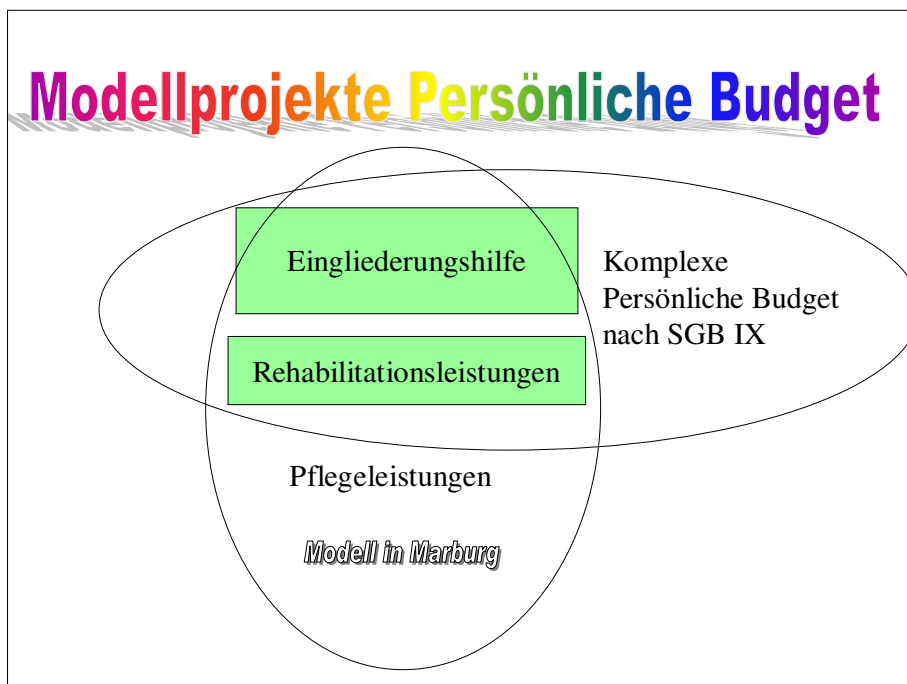 Modellprojekte Persönliche Budget
Eingliederungshilfe
Komplexe
Persönliche Budget
nach SGB IX
Rehabilitationsleistungen
Pflegeleistungen
Modell in Marburg